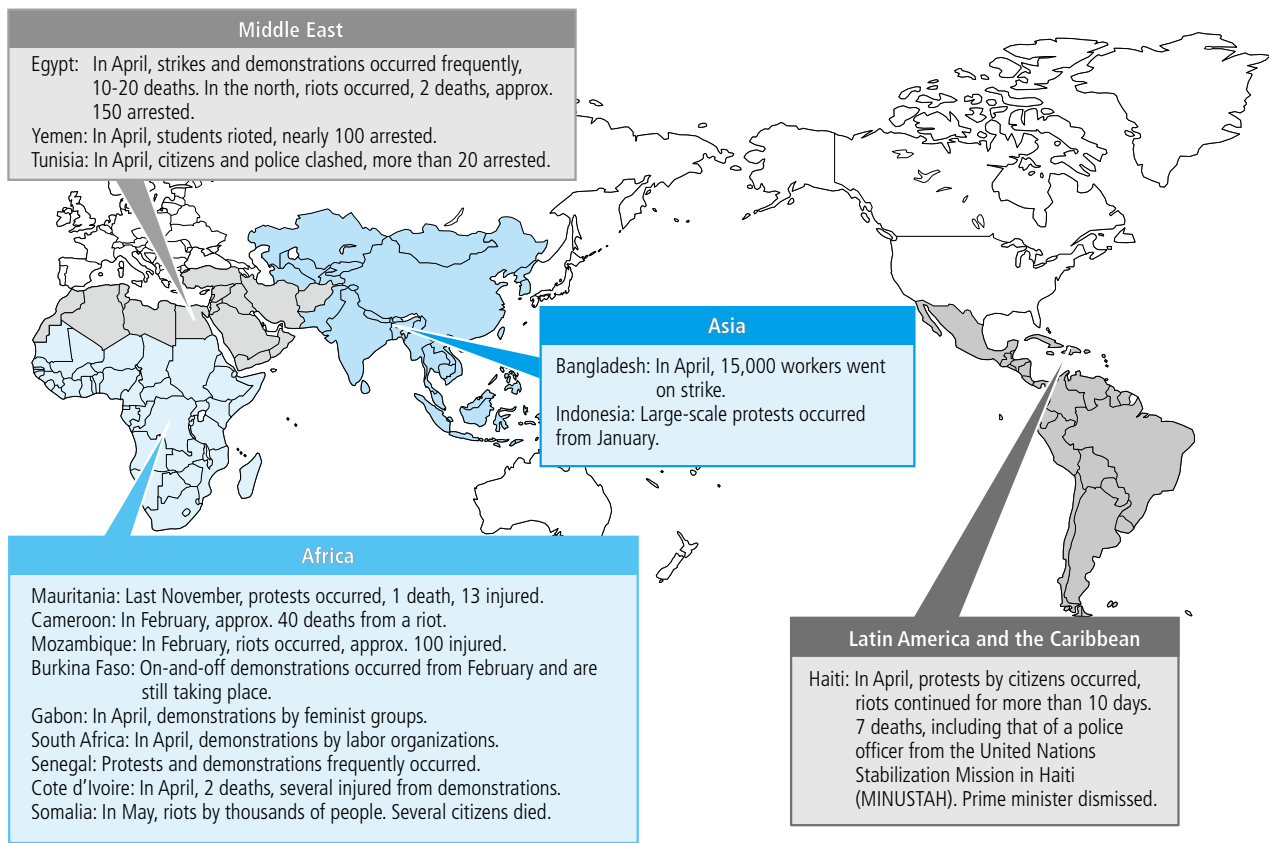 Middle East
Egypt: In April, strikes and demonstrations occurred frequently,
10-20 deaths. In the north, riots occurred, 2 deaths, approx.
150 arrested.
Yemen: In April, students rioted, nearly 100 arrested.
Tunisia: In April, citizens and police clashed, more than 20 arrested.
Asia
Bangladesh: In April, 15,000 workers went
on strike.
Indonesia: Large-scale protests occurred
from January.
Africa
Mauritania: Last November, protests occurred, 1 death, 13 injured.
Cameroon: In February, approx. 40 deaths from a riot.
Mozambique: In February, riots occurred, approx. 100 injured.
Burkina Faso: On-and-off demonstrations occurred from February and are
still taking place.
Gabon: In April, demonstrations by feminist groups.
South Africa: In April, demonstrations by labor organizations.
Senegal: Protests and demonstrations frequently occurred.
Cote d'Ivoire: In April, 2 deaths, several injured from demonstrations.
Somalia: In May, riots by thousands of people. Several citizens died.
Latin America and the Caribbean
Haiti: In April, protests by citizens occurred,
riots continued for more than 10 days.
7 deaths, including that of a police
officer from the United Nations
Stabilization Mission in Haiti
(MINUSTAH). Prime minister dismissed.